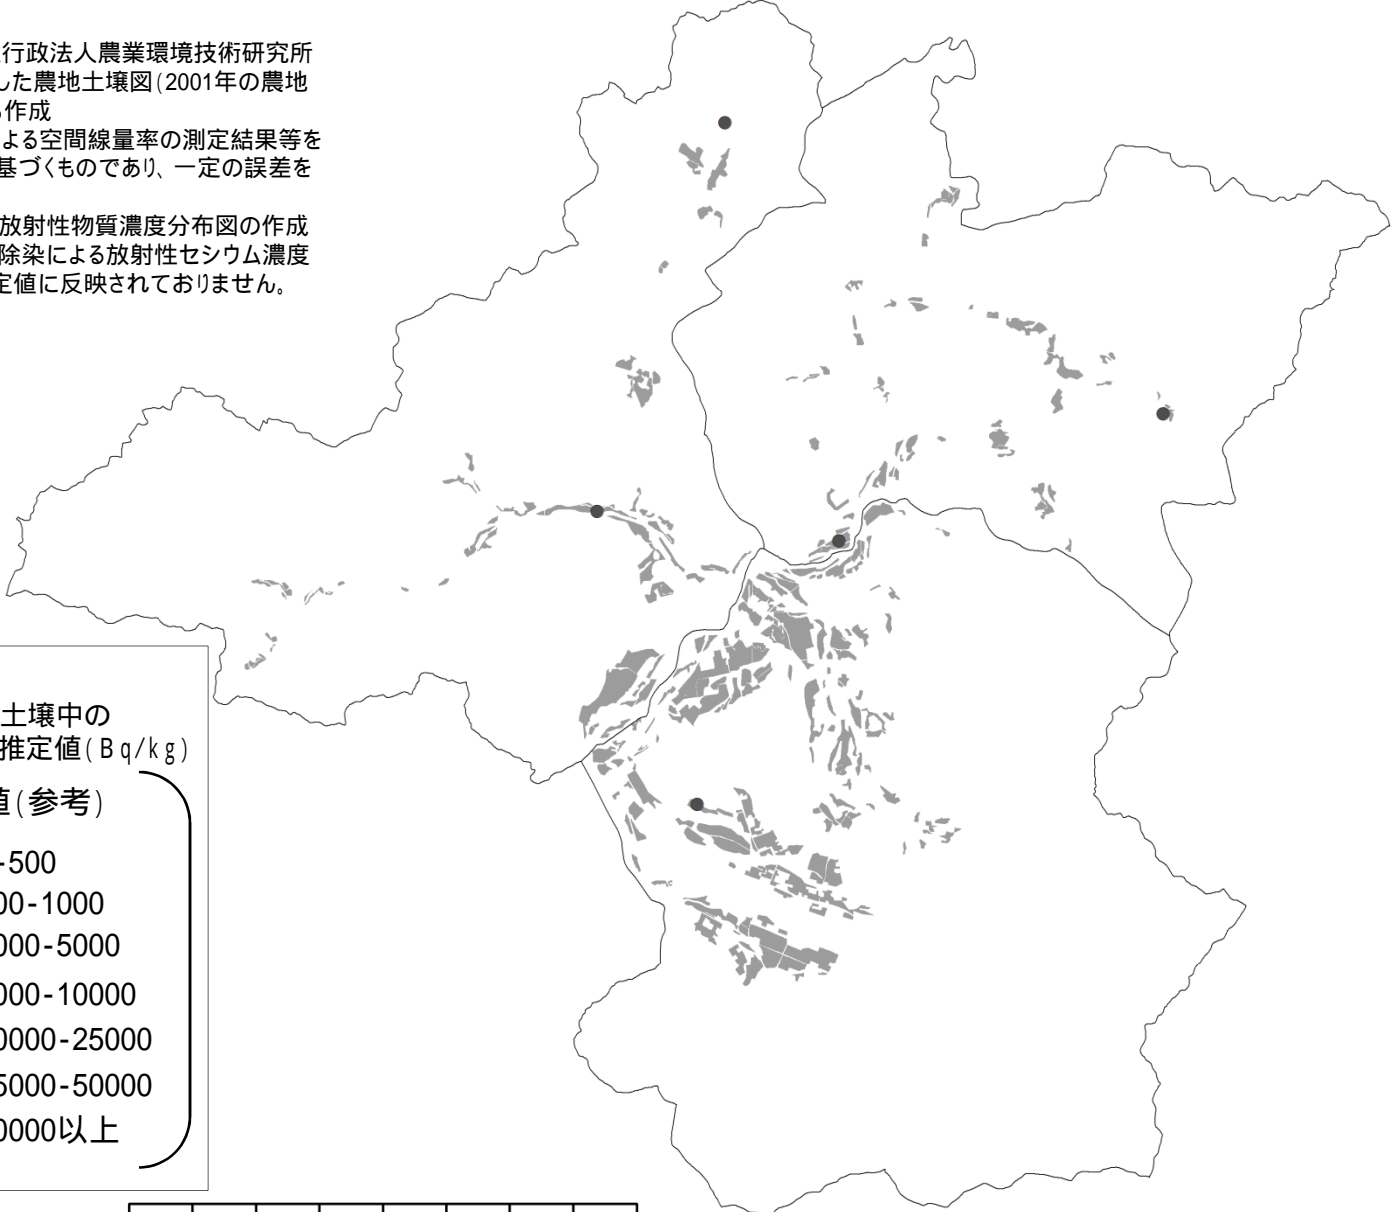 行政法人農業環境技術研究所
した農地土壌図(2001年の農地
作成
よる空間線量率の測定結果等を
基づくものであり、一定の誤差を
放射性物質濃度分布図の作成
除染による放射性セシウム濃度
定値に反映されておりません。
土壌中の
推定値(Bq/kg)
値(参考)
-500
00-1000
000-5000
000-10000
0000-25000
5000-50000
0000以上